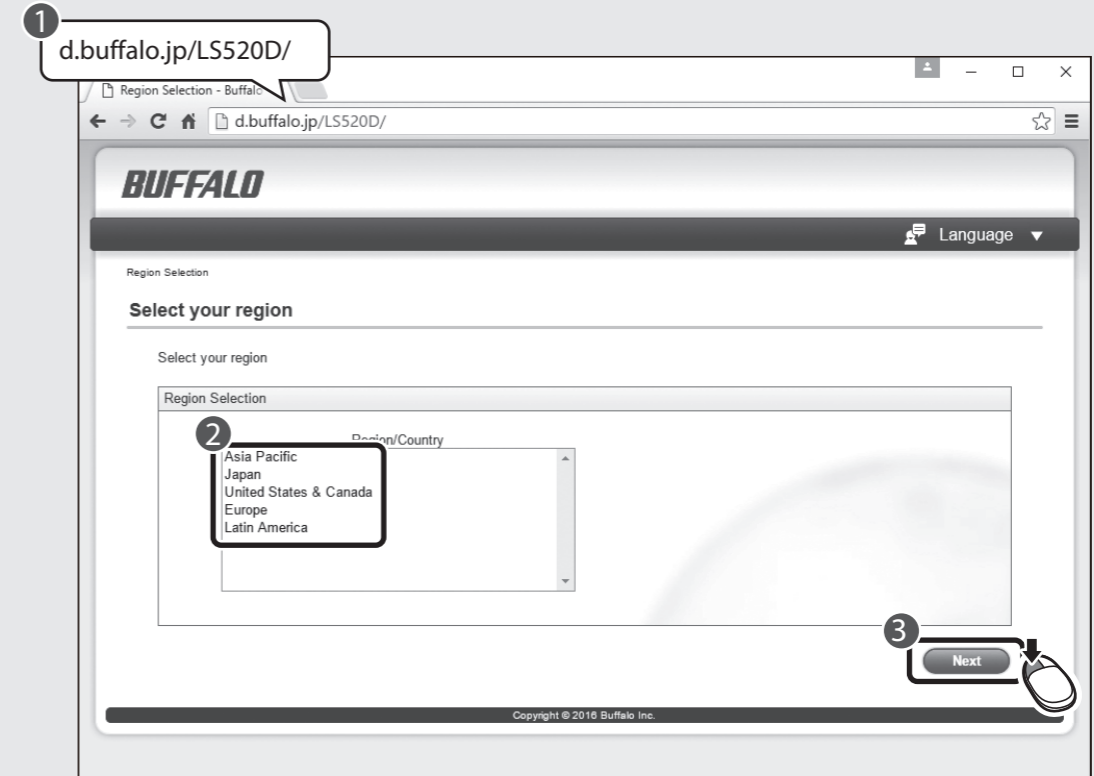 1
d.buffalo.jp/LS520D/
Region Selection - Buffalo
d.buffalo.jp/LS520D/
BUFFALO
Language
Region Selection
Select your region
Select your region
Region Selection
2
Region/Country
Asia Pacific
Japan
United States & Canada
Europe
Latin America
3
Next
Copyright © 2016 Buffalo Inc.